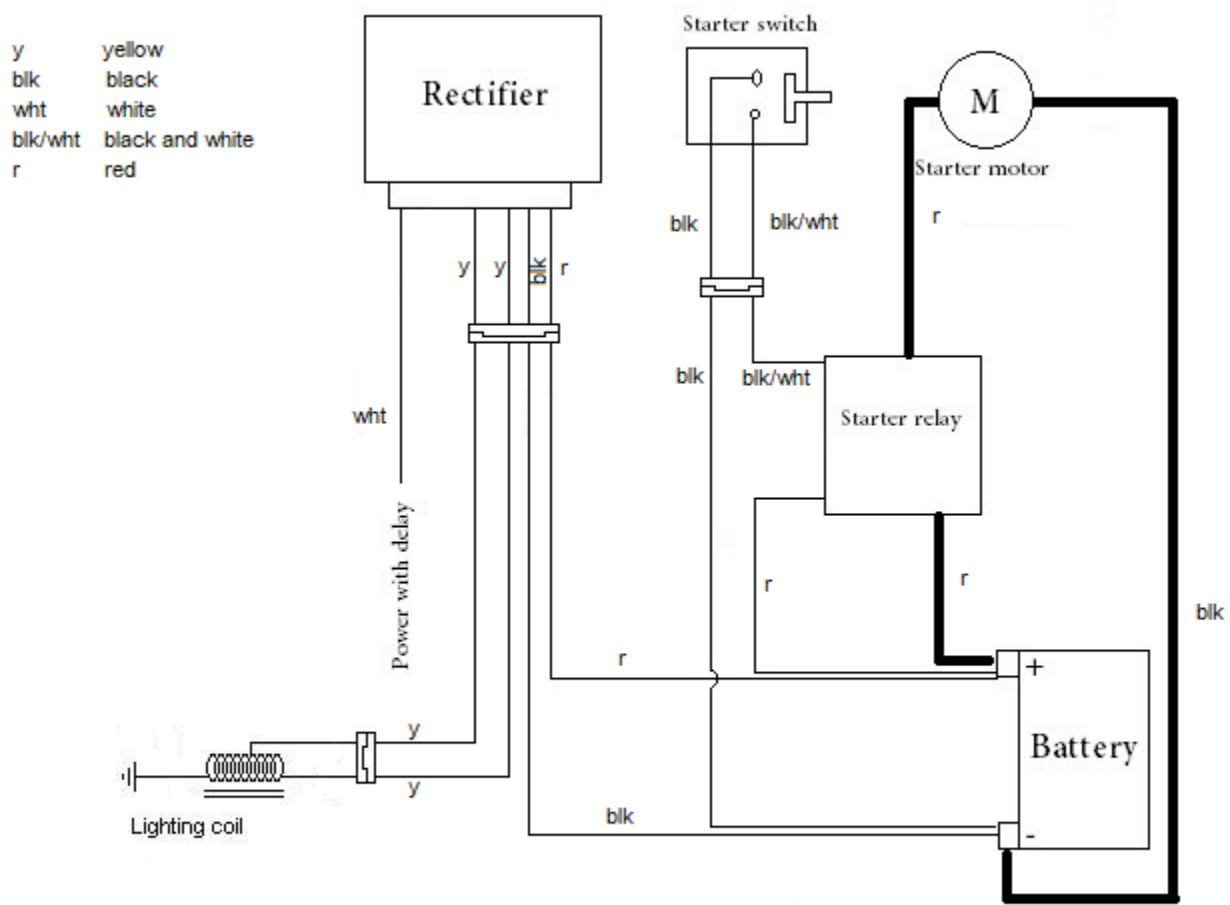 y yellow
blk black
wht white
blk/wht black and white
r red
Rectifier
Starter switch
M
Starter motor
y y blk r
blk blk/wht
r
wht
blk blk/wht
Starter relay
Power with delay
r r
blk
r
+
Battery
-
y
y
Lighting coil
blk